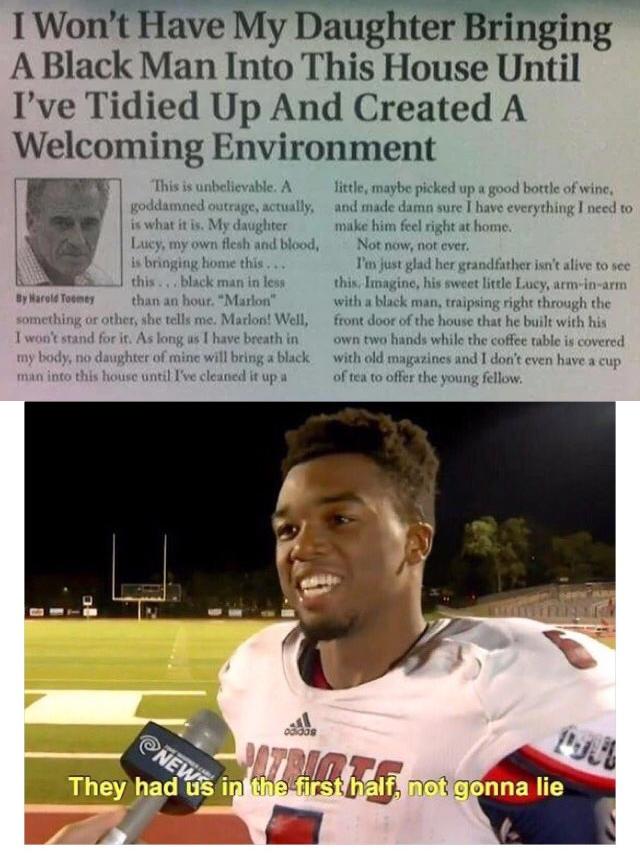 I Won't Have My Daughter Bringing
A Black Man Into This House Until
I've Tidied Up And Created A
Welcoming Environment
By Harold Toomey
This is unbelievable. A
goddamned outrage, actually,
is what it is. My daughter
Lucy, my own flesh and blood,
is bringing home this . . .
this . . . black man in less
than an hour. "Marlon"
something or other, she tells me. Marlon! Well,
I won't stand for it. As long as I have breath in
my body, no daughter of mine will bring a black
man into this house until I've cleaned it up a
little, maybe picked up a good bottle of wine,
and made damn sure I have everything I need to
make him feel right at home.
Not now, not ever.
I'm just glad her grandfather isn't alive to see
this. Imagine, his sweet little Lucy, arm-in-arm
with a black man, traipsing right through the
front door of the house that he built with his
own two hands while the coffee table is covered
with old magazines and I don't even have a cup
of tea to offer the young fellow.
adidas
PATRIOTS
NEWS
They had us in the first half, not gonna lie